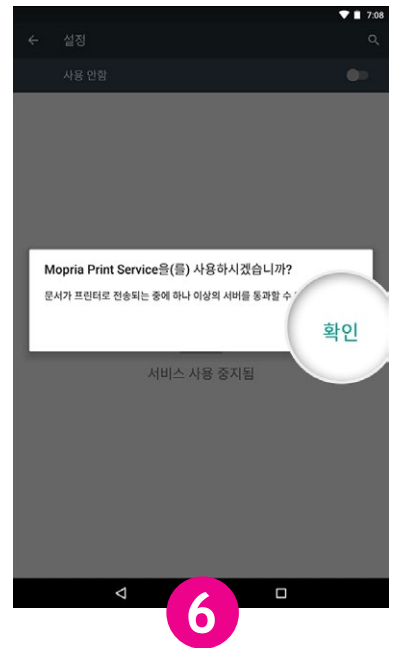 7:08
설정
사용 안함
Mopria Print Service을(를) 사용하시겠습니까?
문서가 프린터로 전송되는 중에 하나 이상의 서버를 통과할 수
확인
서비스 사용 중지됨
6